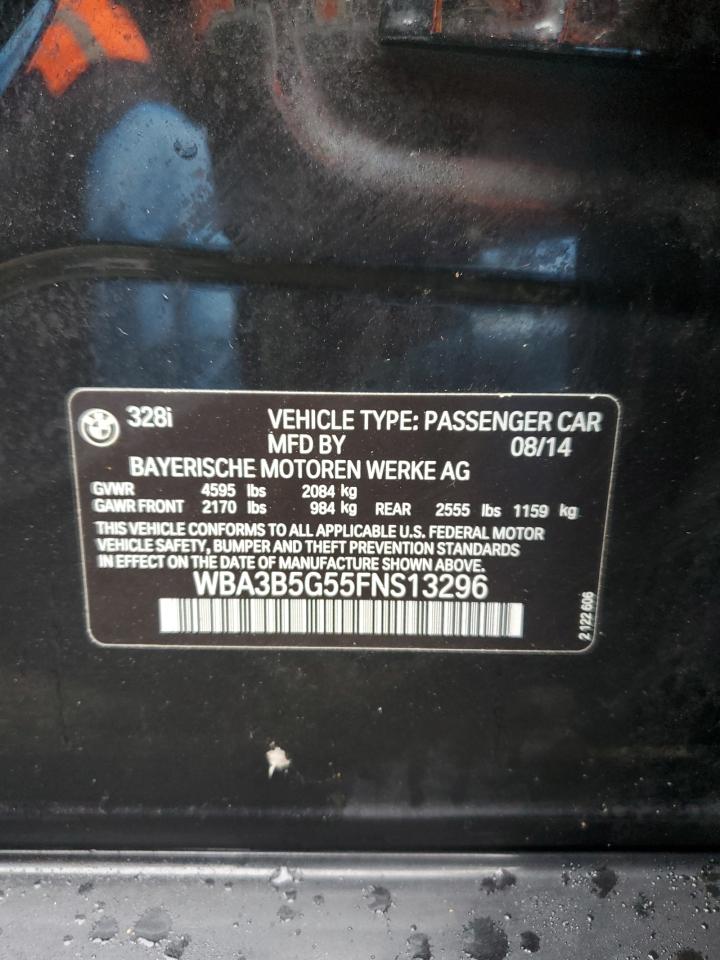 328i VEHICLE TYPE: PASSENGER CAR
MFD BY 08/14
BAYERISCHE MOTOREN WERKE AG
GVWR 4595 lbs 2084 kg
GAWR FRONT 2170 lbs 984 kg REAR 2555 lbs 1159 kg
THIS VEHICLE CONFORMS TO ALL APPLICABLE U.S. FEDERAL MOTOR
VEHICLE SAFETY, BUMPER AND THEFT PREVENTION STANDARDS
IN EFFECT ON THE DATE OF MANUFACTURE SHOWN ABOVE.
WBA3B5G55FNS13296
2 122 606